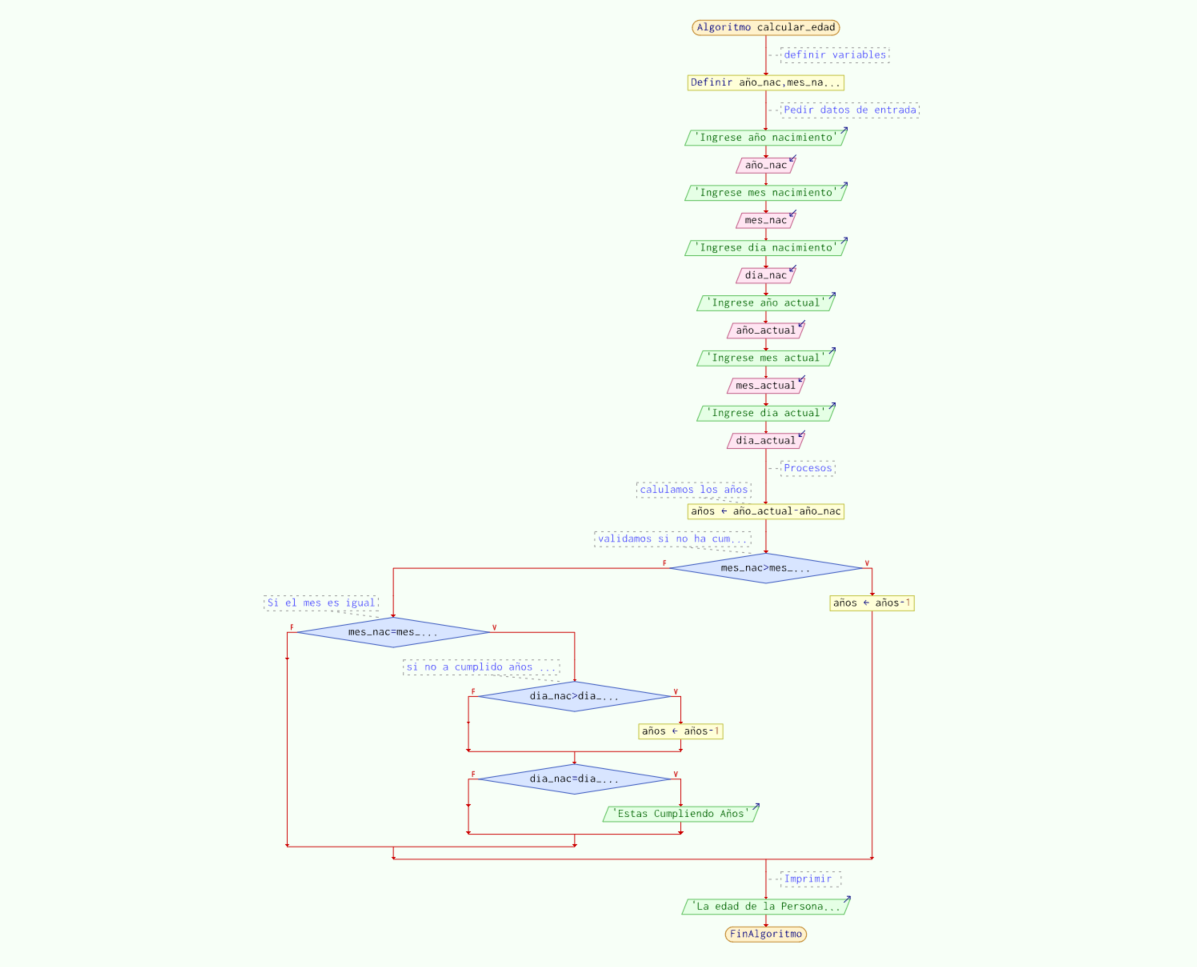 Algoritmo calcular_edad
definir variables
Definir año_nac,mes_na...
Pedir datos de entrada
'Ingrese año nacimiento'
año_nac
'Ingrese mes nacimiento'
mes_nac
'Ingrese dia nacimiento'
dia_nac
'Ingrese año actual'
año_actual
'Ingrese mes actual'
mes_actual
'Ingrese dia actual'
dia_actual
Procesos
calulamos los años
años ← año_actual-año_nac
validamos si no ha cum...
F mes_nac>mes_... V
Si el mes es igual
años ← años-1
F mes_nac=mes_... V
si no a cumplido años ...
F dia_nac>dia_... V
años ← años-1
F dia_nac=dia_... V
'Estas Cumpliendo Años'
Imprimir
'La edad de la Persona...
FinAlgoritmo